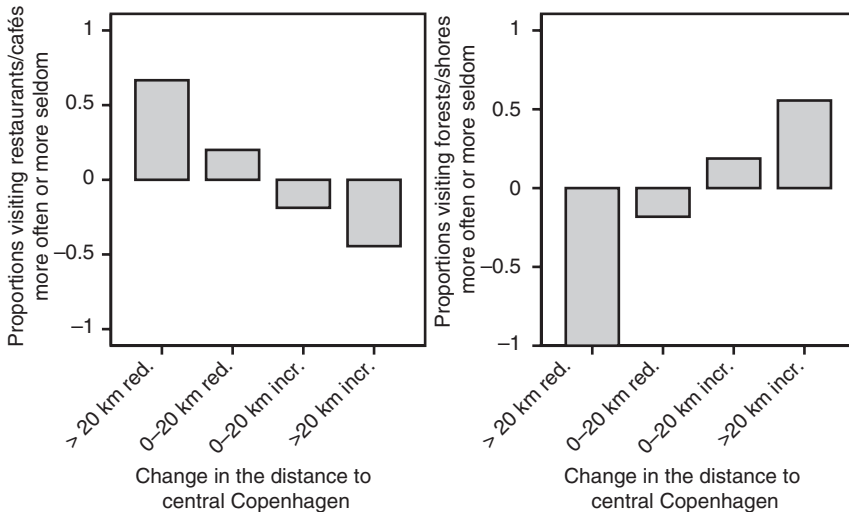 Proportions visiting restaurants/cafés
more often or more seldom
1
0.5
0
–0.5
–1
> 20 km red.
0–20 km red.
0–20 km incr.
>20 km incr.
Change in the distance to
central Copenhagen
Proportions visiting forests/shores
more often or more seldom
1
0.5
0
–0.5
-1
> 20 km red.
0–20 km red.
0–20 km incr.
>20 km incr.
Change in the distance to
central Copenhagen